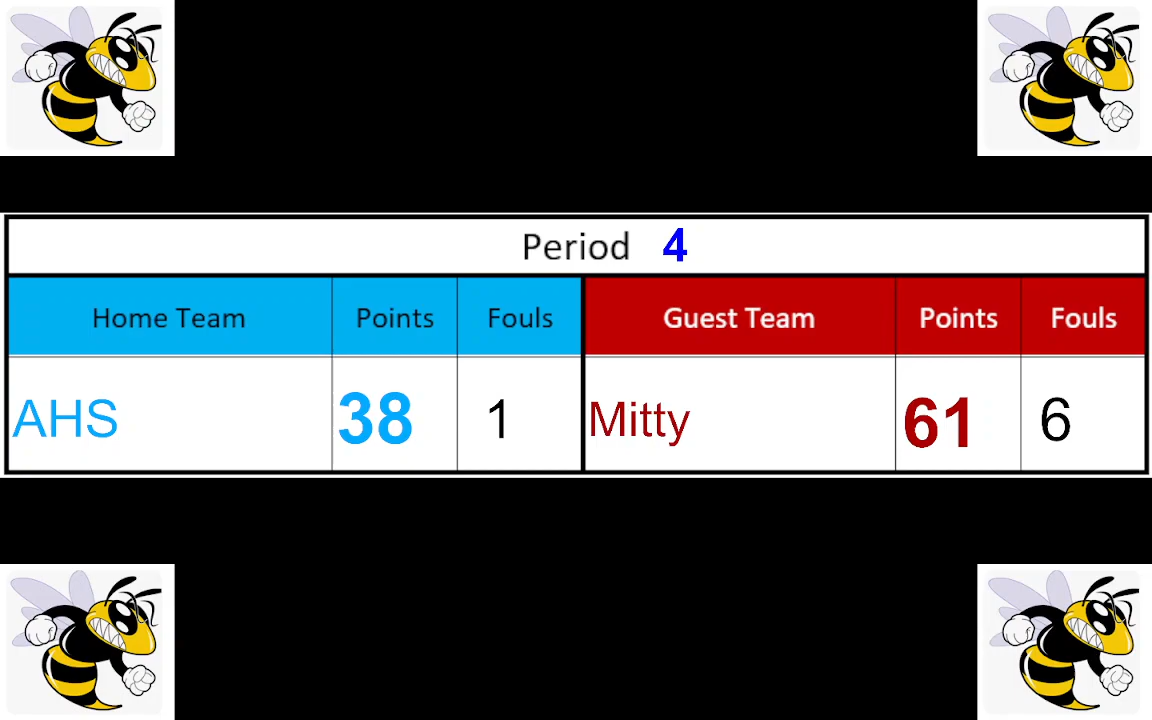 Period 4
Home Team Points Fouls Guest Team Points Fouls
AHS 38 1 Mitty 61 6